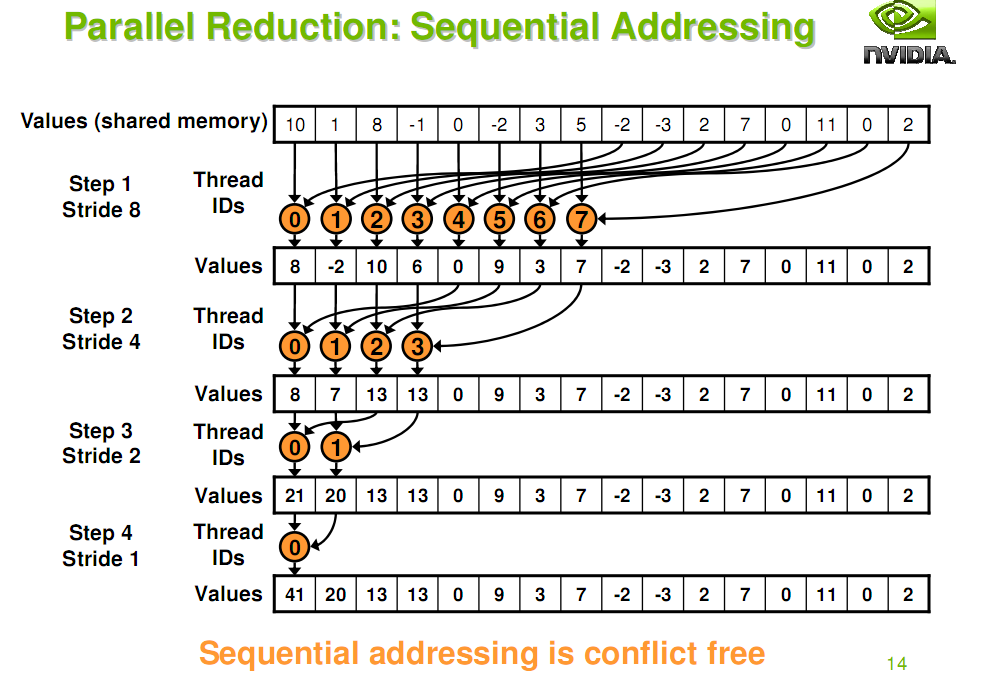 Parallel Reduction: Sequential Addressing
NVIDIA.
Values (shared memory) 10 1 8 -1 0 -2 3 5 -2 -3 2 7 0 11 0 2
Step 1 Thread
Stride 8 IDs 0 1 2 3 4 5 6 7
Values 8 -2 10 6 0 9 3 7 -2 -3 2 7 0 11 0 2
Step 2 Thread
Stride 4 IDs 0 1 2 3
Values 8 7 13 13 0 9 3 7 -2 -3 2 7 0 11 0 2
Step 3 Thread
Stride 2 IDs 0 1
Values 21 20 13 13 0 9 3 7 -2 -3 2 7 0 11 0 2
Step 4 Thread
Stride 1 IDs 0
Values 41 20 13 13 0 9 3 7 -2 -3 2 7 0 11 0 2
Sequential addressing is conflict free
14